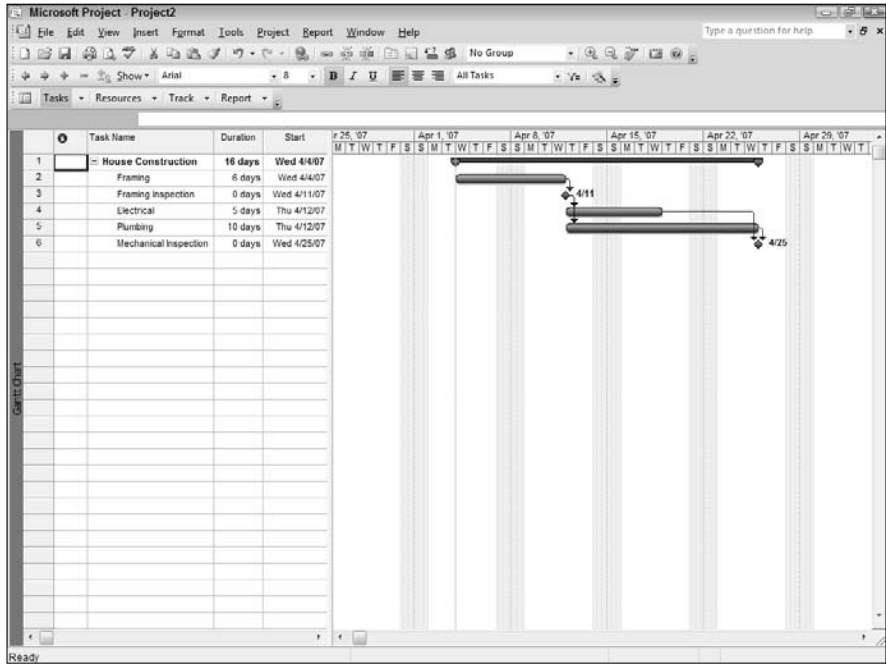 Microsoft Project - Project2
File Edit View Insert Format Tools Project Report Window Help
Type a question for help
No Group
Show Arial 8 B I U All Tasks
Tasks Resources Track Report
Task Name Duration Start
r 25, '07 Apr 1, '07 Apr 8, '07 Apr 15, '07 Apr 22, '07 Apr 29, '07
M T W T F S S M T W T F S S M T W T F S S M T W T F S S M T W T F S S M T W T
1 House Construction 16 days Wed 4/4/07
2 Framing 6 days Wed 4/4/07
3 Framing Inspection 0 days Wed 4/11/07 4/11
4 Electrical 5 days Thu 4/12/07
5 Plumbing 10 days Thu 4/12/07
6 Mechanical Inspection 0 days Wed 4/25/07 4/25
Gantt Chart
Ready